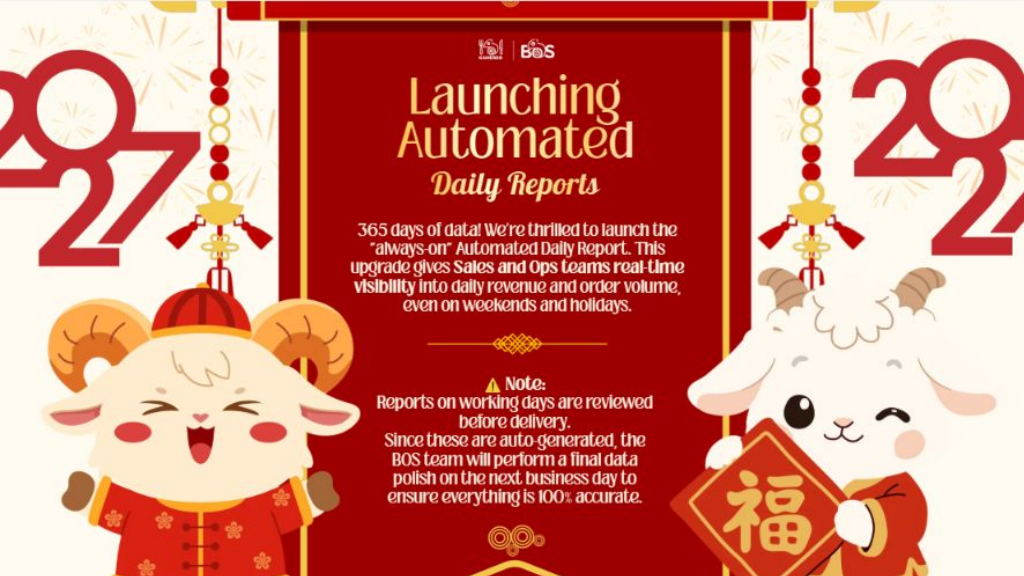 2027
2027
BOS
Launching
Automated
Daily Reports
365 days of data! We're thrilled to launch the
"always-on" Automated Daily Report. This
upgrade gives Sales and Ops teams real-time
visibility into daily revenue and order volume,
even on weekends and holidays.
Note:
Reports on working days are reviewed
before delivery.
Since these are auto-generated, the
BOS team will perform a final data
polish on the next business day to
ensure everything is 100% accurate.
福